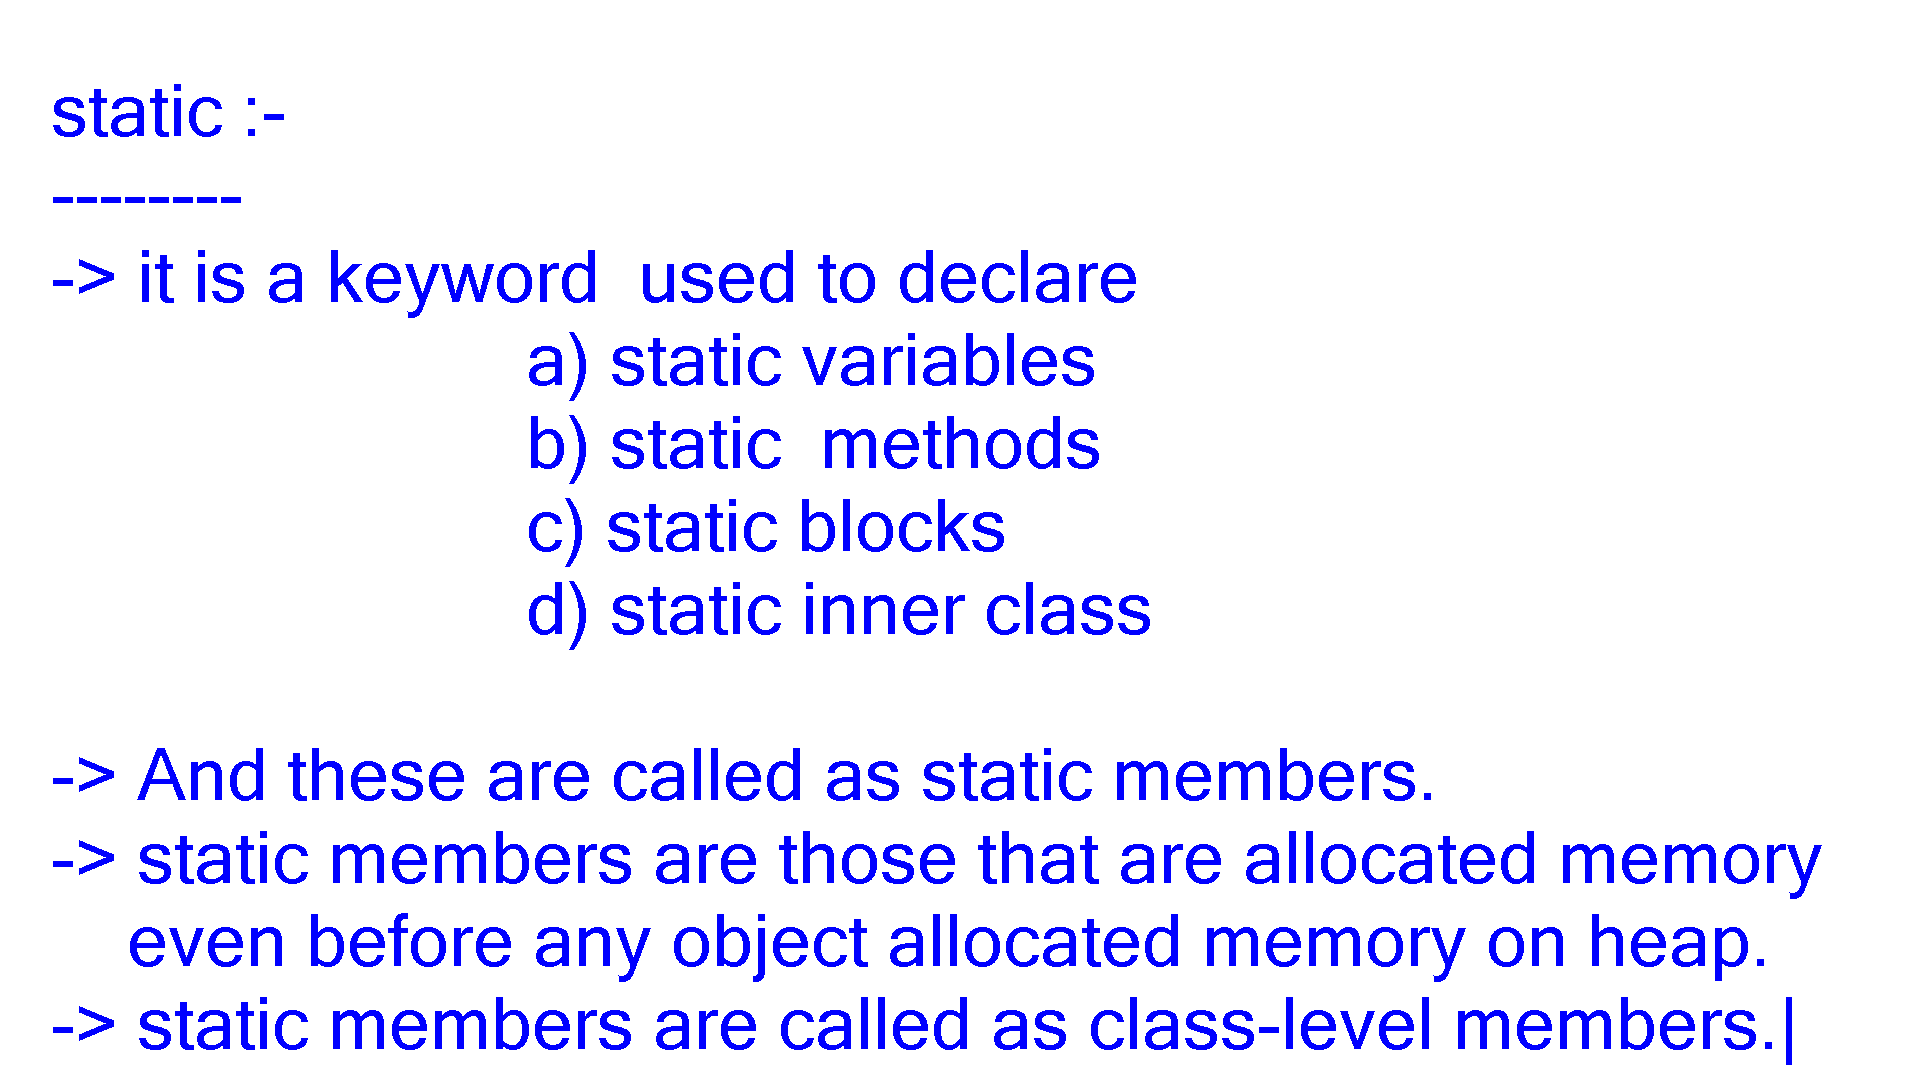 static :-
--------
-> it is a keyword  used to declare
a) static variables
b) static  methods
c) static blocks
d) static inner class
-> And these are called as static members.
-> static members are those that are allocated memory
even before any object allocated memory on heap.
-> static members are called as class-level members.